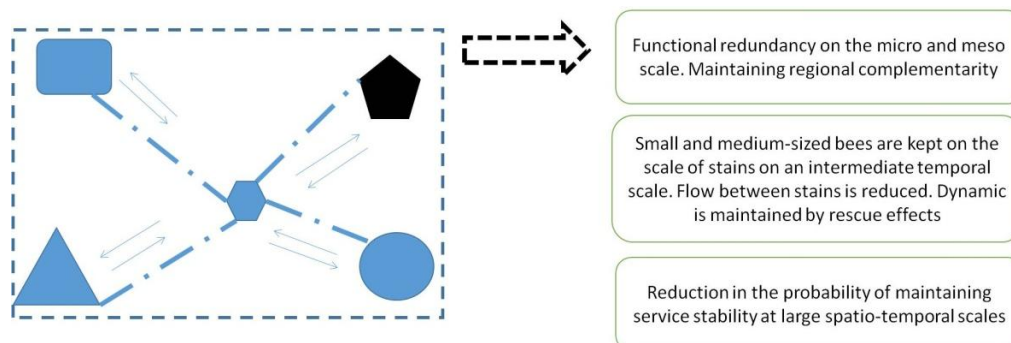 Functional redundancy on the micro and meso
scale. Maintaining regional complementarity
Small and medium-sized bees are kept on the
scale of stains on an intermediate temporal
scale. Flow between stains is reduced. Dynamic
is maintained by rescue effects
Reduction in the probability of maintaining
service stability at large spatio-temporal scales